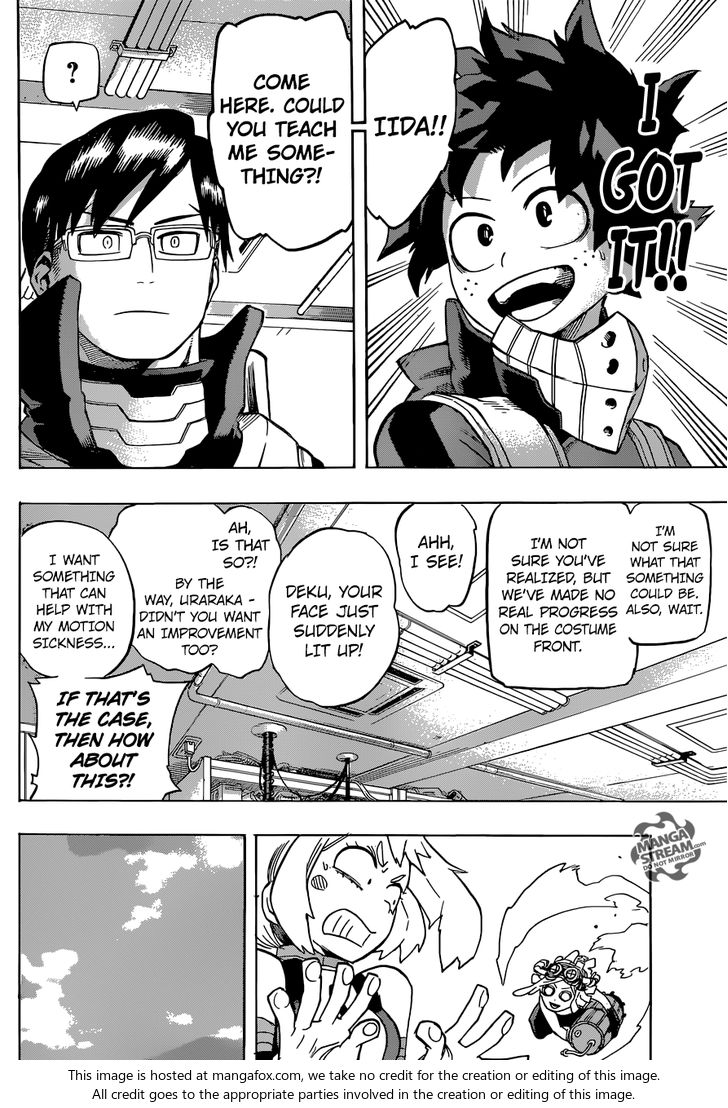 I
GOT
IT!!
IIDA!!
COME
HERE. COULD
YOU TEACH
ME SOME-
THING?!
?
I'M
NOT SURE
WHAT THAT
SOMETHING
COULD BE.
ALSO, WAIT.
I'M NOT
SURE YOU'VE
REALIZED, BUT
WE'VE MADE NO
REAL PROGRESS
ON THE COSTUME
FRONT.
AHH,
I SEE!
DEKU, YOUR
FACE JUST
SUDDENLY
LIT UP!
AH,
IS THAT
SO?!
BY THE
WAY, URARAKA -
DIDN'T YOU WANT
AN IMPROVEMENT
TOO?
I WANT
SOMETHING
THAT CAN
HELP WITH
MY MOTION
SICKNESS...
IF THAT'S
THE CASE,
THEN HOW
ABOUT
THIS?!
MANGA
STREAM.com
DO NOT MIRROR
This image is hosted at mangafox.com, we take no credit for the creation or editing of this image.
All credit goes to the appropriate parties involved in the creation or editing of this image.